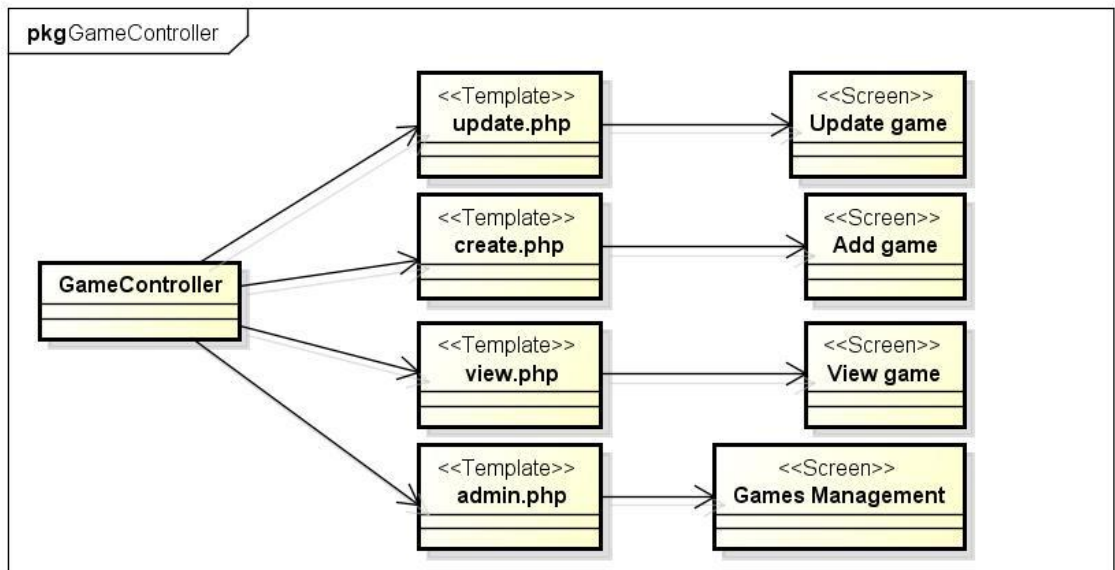 pkgGameController
<<Template>>
update.php
<<Screen>>
Update game
<<Template>>
create.php
<<Screen>>
Add game
GameController
<<Template>>
view.php
<<Screen>>
View game
<<Template>>
admin.php
<<Screen>>
Games Management